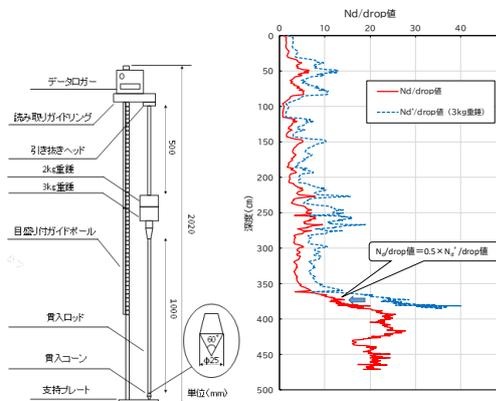 データロガー
読み取りガイドリング
引き抜きヘッド
2kg重錘
3kg重錘
目盛り付ガイドポール
貫入ロッド
貫入コーン
支持プレート
500
2020
1000
60°
Φ25
単位(mm)
Nd/drop値
0 10 20 30 40
0
50
100
150
200
250
300
350
400
450
500
深度(cm)
Nd/drop値
Nd'/drop値(3kg重錘)
Nd/drop値=0.5×Nd'/drop値